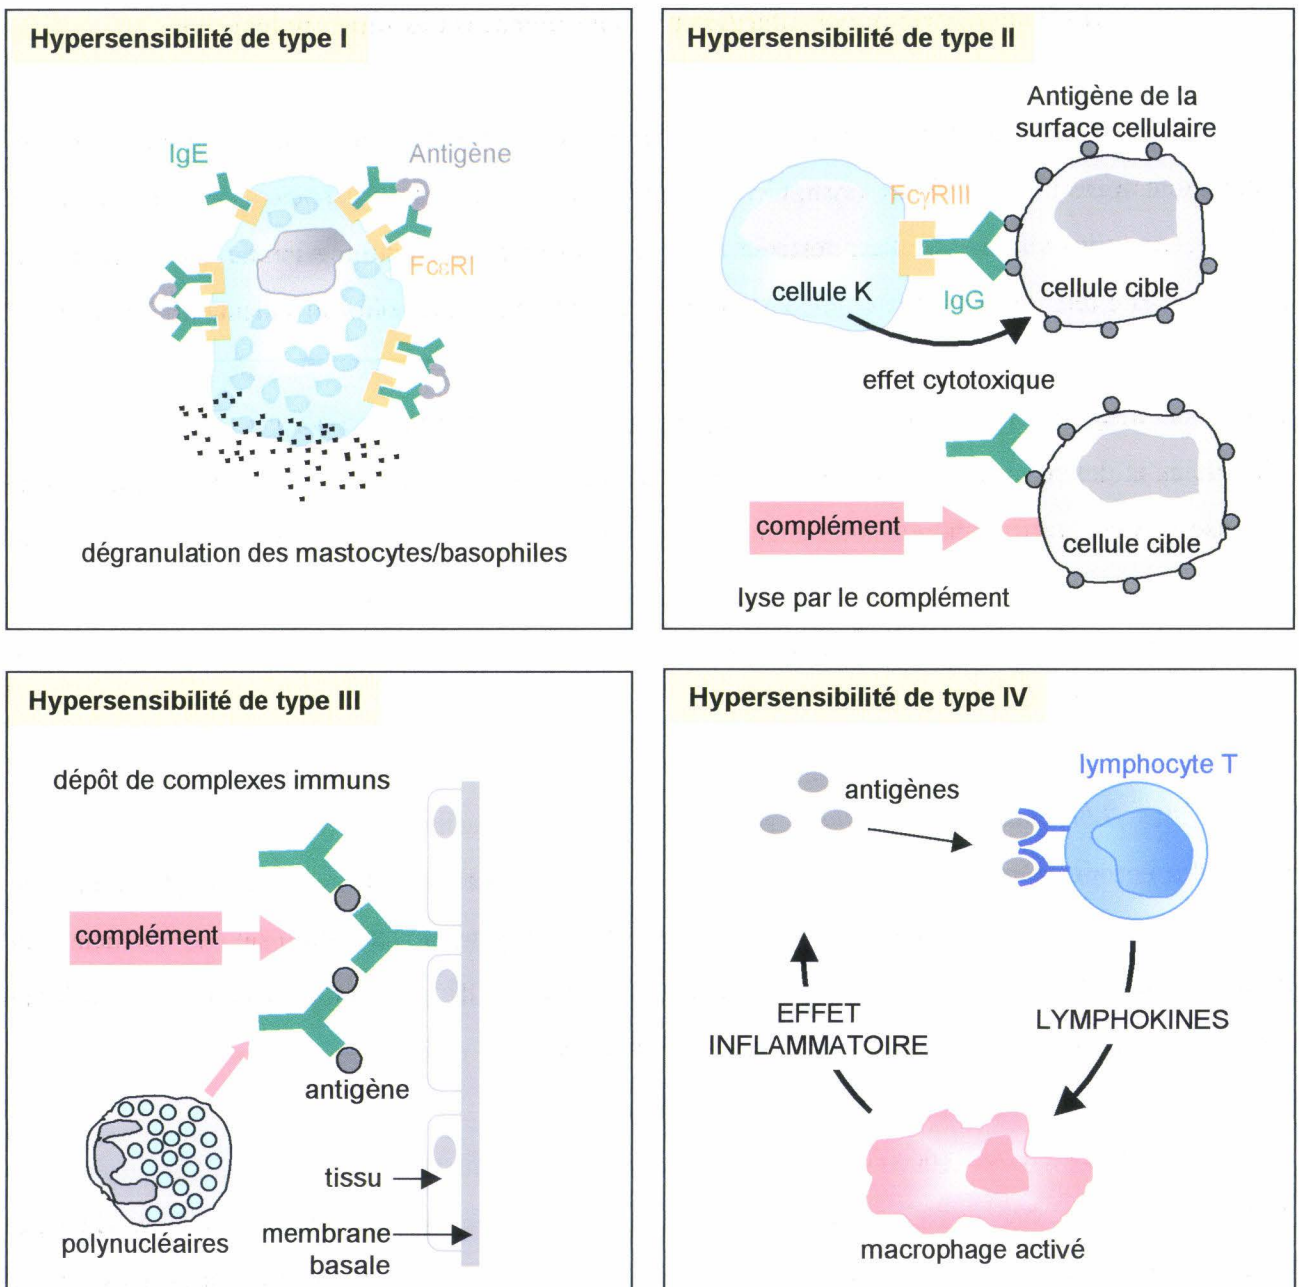 Hypersensibilité de type I
IgE
Antigène
FcεRI
dégranulation des mastocytes/basophiles
Hypersensibilité de type II
Antigène de la
surface cellulaire
FcγRIII
cellule K
IgG
cellule cible
effet cytotoxique
complément
cellule cible
lyse par le complément
Hypersensibilité de type III
dépôt de complexes immuns
complément
antigène
tissu
polynucléaires
membrane
basale
Hypersensibilité de type IV
lymphocyte T
antigènes
EFFET
INFLAMMATOIRE
LYMPHOKINES
macrophage activé